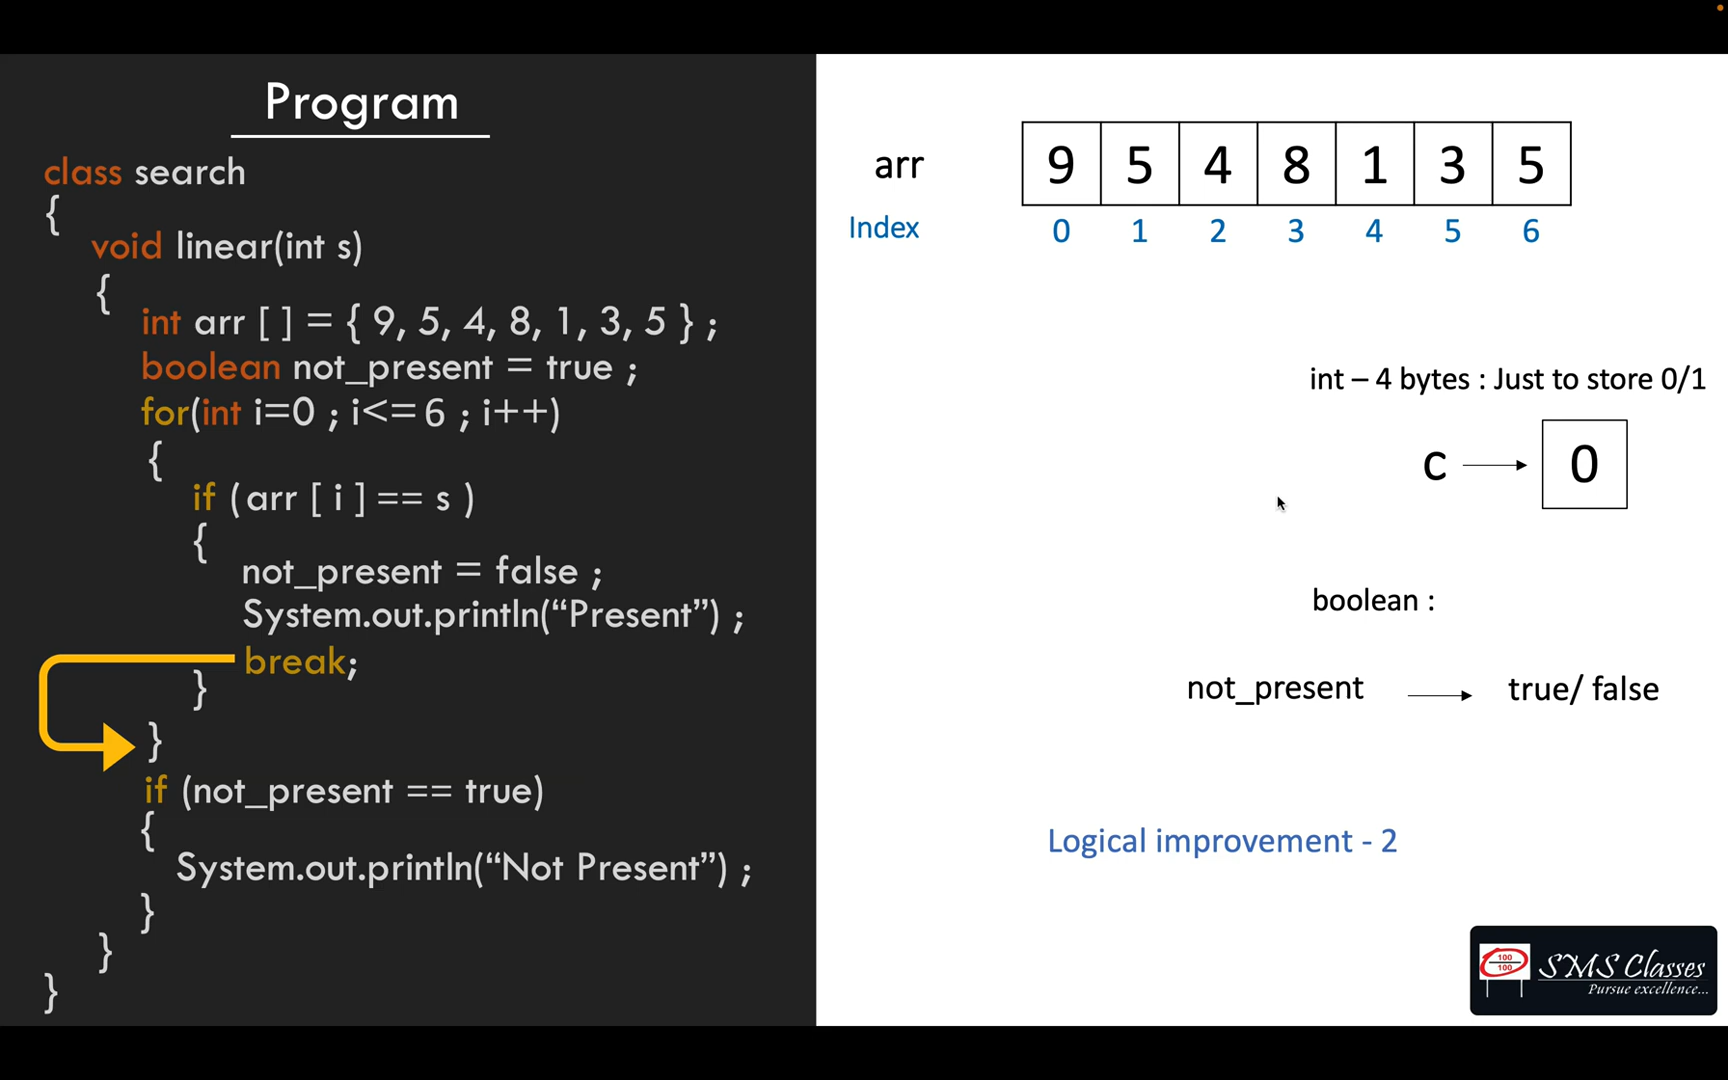 Program
class search
{
void linear(int s)
{
int arr [ ] = { 9, 5, 4, 8, 1, 3, 5 } ;
boolean not_present = true ;
for(int i=0 ; i<= 6 ; i++)
{
if ( arr [ i ] == s )
{
not_present = false ;
System.out.println(“Present”) ;
break;
}
}
if (not_present == true)
{
System.out.println(“Not Present”) ;
}
}
}
arr 9 5 4 8 1 3 5
Index 0 1 2 3 4 5 6
int – 4 bytes : Just to store 0/1
c 0
boolean :
not_present true/ false
Logical improvement - 2
100
100
SMS Classes
Pursue excellence...